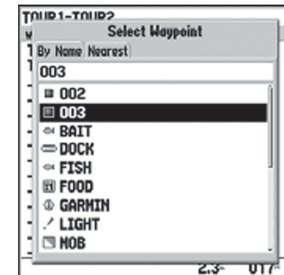 TOUR1-TOUR2
Select Waypoint
By Name Nearest
003
002
003
BAIT
DOCK
FISH
FOOD
GARMIN
LIGHT
MOB
2.3
017